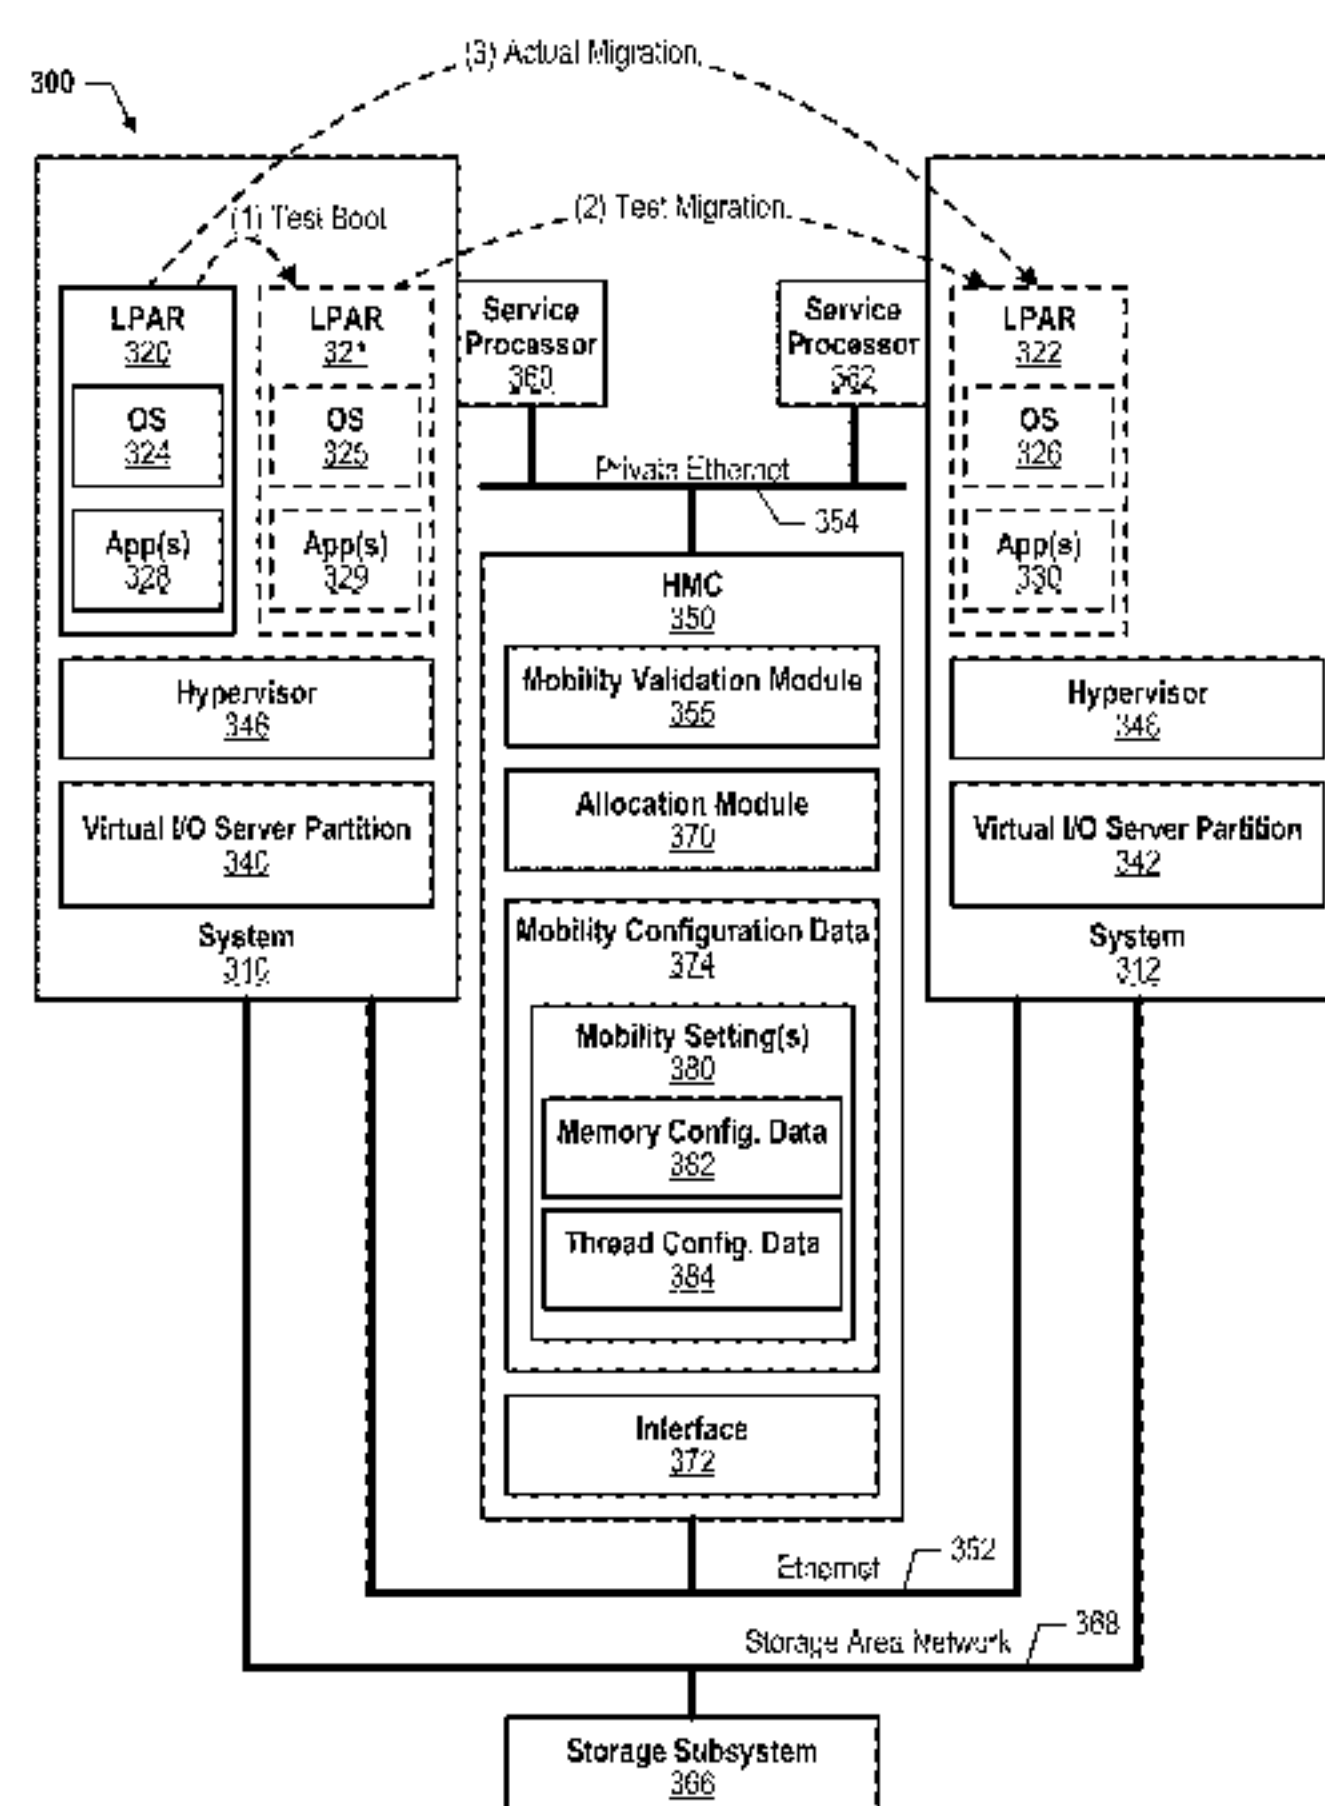 (3) Actual Migration
300
(1) Test Boot
(2) Test Migration
LPAR
320
OS
324
App(s)
328
LPAR
321
OS
325
App(s)
329
Service
Processor
360
Service
Processor
362
LPAR
322
OS
326
App(s)
330
Private Ethernet
354
HMC
350
Mobility Validation Module
355
Allocation Module
370
Mobility Configuration Data
374
Mobility Setting(s)
380
Memory Config. Data
382
Thread Config. Data
384
Interface
372
Hypervisor
346
Virtual I/O Server Partition
340
System
310
Hypervisor
348
Virtual I/O Server Partition
342
System
312
Ethernet
352
Storage Area Network
368
Storage Subsystem
366